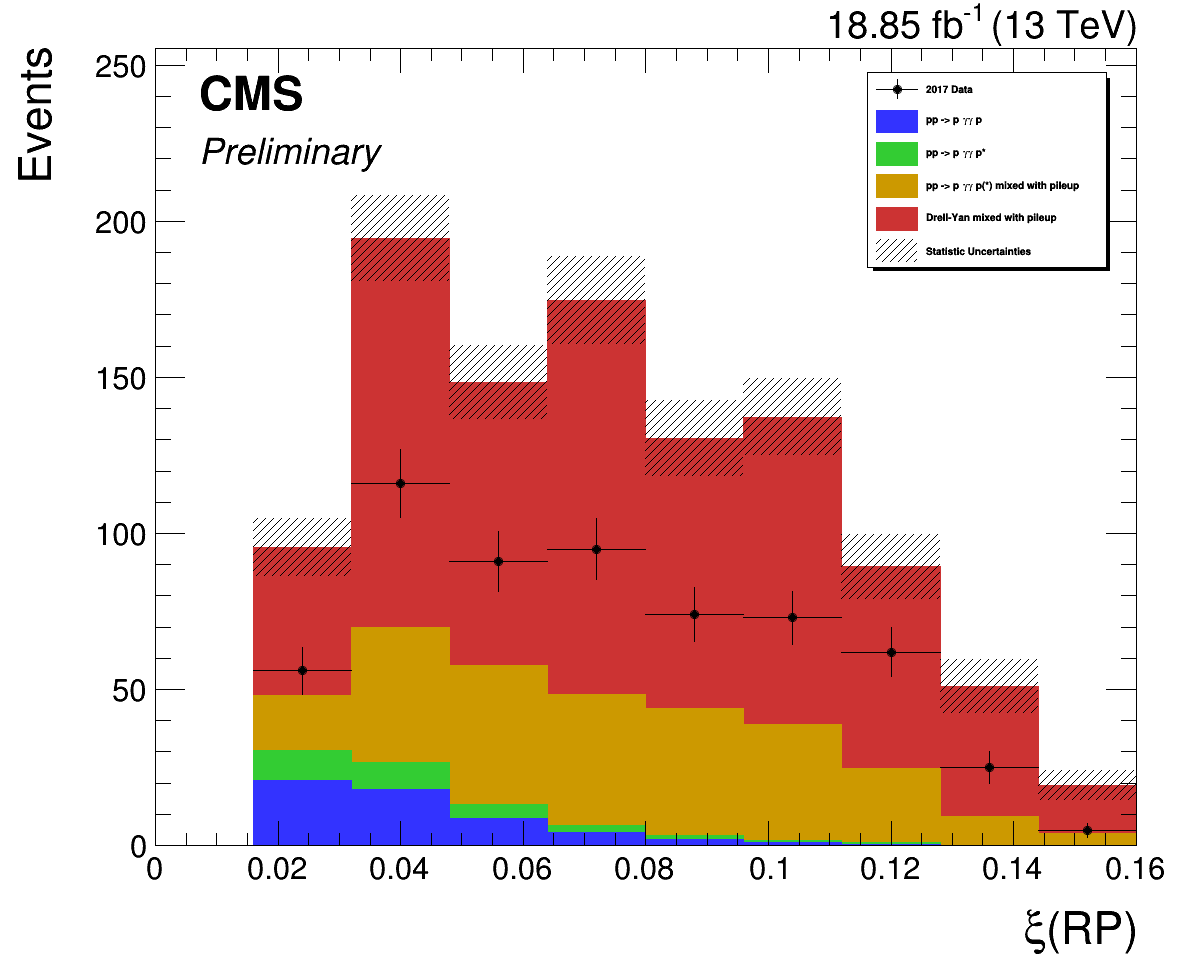 18.85 fb⁻¹ (13 TeV)
Events
CMS
Preliminary
2017 Data
pp -> p γγ p
pp -> p γγ p*
pp -> p γγ p(*) mixed with pileup
Drell-Yan mixed with pileup
Statistic Uncertainties
250
200
150
100
50
0
0 0.02 0.04 0.06 0.08 0.1 0.12 0.14 0.16
ξ(RP)